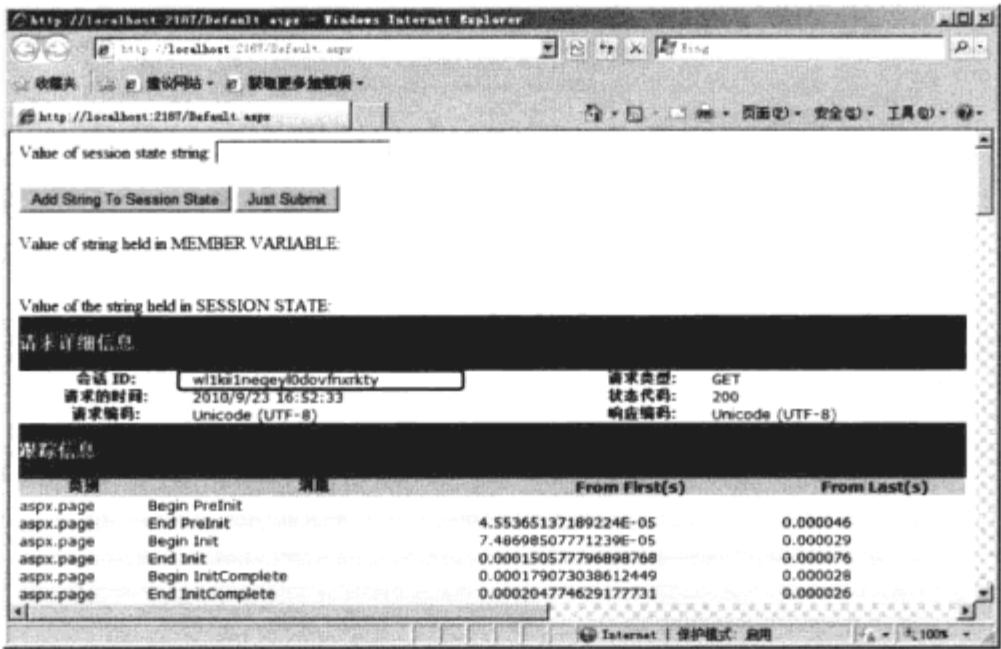 http://localhost:2187/Default.aspx - Windows Internet Explorer
http://localhost:2187/Default.aspx
Bing
收藏夹 建议网站 获取更多加载项
http://localhost:2187/Default.aspx
页面(P) 安全(S) 工具(O)
Value of session state string:
Add String To Session State Just Submit
Value of string held in MEMBER VARIABLE:
Value of the string held in SESSION STATE:
请求详细信息
会话 ID: 请求类型: GET
请求的时间: 2010/9/23 16:52:33 状态代码: 200
请求编码: Unicode (UTF-8) 响应编码: Unicode (UTF-8)
跟踪信息
类别 消息 From First(s) From Last(s)
aspx.page Begin PreInit
aspx.page End PreInit 4.55365137189224E-05 0.000046
aspx.page Begin Init 7.48698507771239E-05 0.000029
aspx.page End Init 0.000150577796898768 0.000076
aspx.page Begin InitComplete 0.000179073038612449 0.000028
aspx.page End InitComplete 0.000204774629177731 0.000026
Internet | 保护模式: 启用 100%